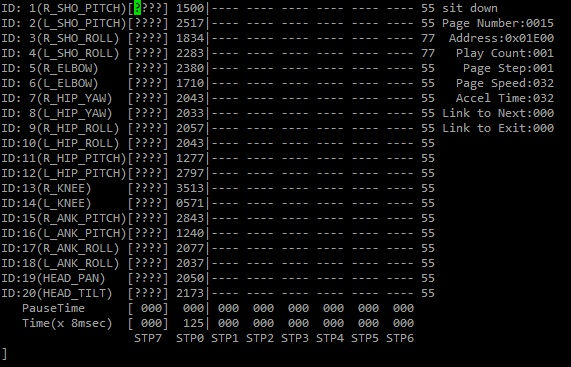 ID: 1(R_SHO_PITCH)[????] 1500|---- ---- ---- ---- ---- ---- 55 sit down
ID: 2(L_SHO_PITCH)[????] 2517|---- ---- ---- ---- ---- ---- 55 Page Number:0015
ID: 3(R_SHO_ROLL) [????] 1834|---- ---- ---- ---- ---- ---- 77 Address:0x01E00
ID: 4(L_SHO_ROLL) [????] 2283|---- ---- ---- ---- ---- ---- 77 Play Count:001
ID: 5(R_ELBOW) [????] 2380|---- ---- ---- ---- ---- ---- 55 Page Step:001
ID: 6(L_ELBOW) [????] 1710|---- ---- ---- ---- ---- ---- 55 Page Speed:032
ID: 7(R_HIP_YAW) [????] 2043|---- ---- ---- ---- ---- ---- 55 Accel Time:032
ID: 8(L_HIP_YAW) [????] 2033|---- ---- ---- ---- ---- ---- 55 Link to Next:000
ID: 9(R_HIP_ROLL) [????] 2057|---- ---- ---- ---- ---- ---- 55 Link to Exit:000
ID:10(L_HIP_ROLL) [????] 2043|---- ---- ---- ---- ---- ---- 55
ID:11(R_HIP_PITCH)[????] 1277|---- ---- ---- ---- ---- ---- 55
ID:12(L_HIP_PITCH)[????] 2797|---- ---- ---- ---- ---- ---- 55
ID:13(R_KNEE) [????] 3513|---- ---- ---- ---- ---- ---- 55
ID:14(L_KNEE) [????] 0571|---- ---- ---- ---- ---- ---- 55
ID:15(R_ANK_PITCH)[????] 2843|---- ---- ---- ---- ---- ---- 55
ID:16(L_ANK_PITCH)[????] 1240|---- ---- ---- ---- ---- ---- 55
ID:17(R_ANK_ROLL) [????] 2077|---- ---- ---- ---- ---- ---- 55
ID:18(L_ANK_ROLL) [????] 2037|---- ---- ---- ---- ---- ---- 55
ID:19(HEAD_PAN) [????] 2050|---- ---- ---- ---- ---- ---- 55
ID:20(HEAD_TILT) [????] 2173|---- ---- ---- ---- ---- ---- 55
PauseTime [ 000] 000| 000 000 000 000 000 000
Time(x 8msec) [ 000] 125| 000 000 000 000 000 000
STP7 STP0 STP1 STP2 STP3 STP4 STP5 STP6
]